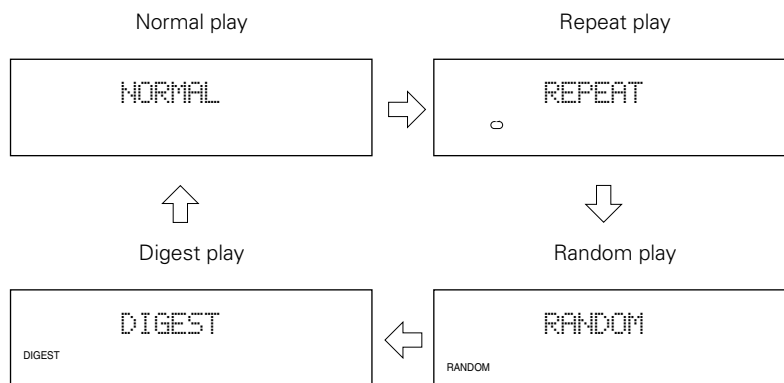 Normal play
Repeat play
NORMAL
REPEAT
Digest play
Random play
DIGEST
RANDOM
DIGEST
RANDOM